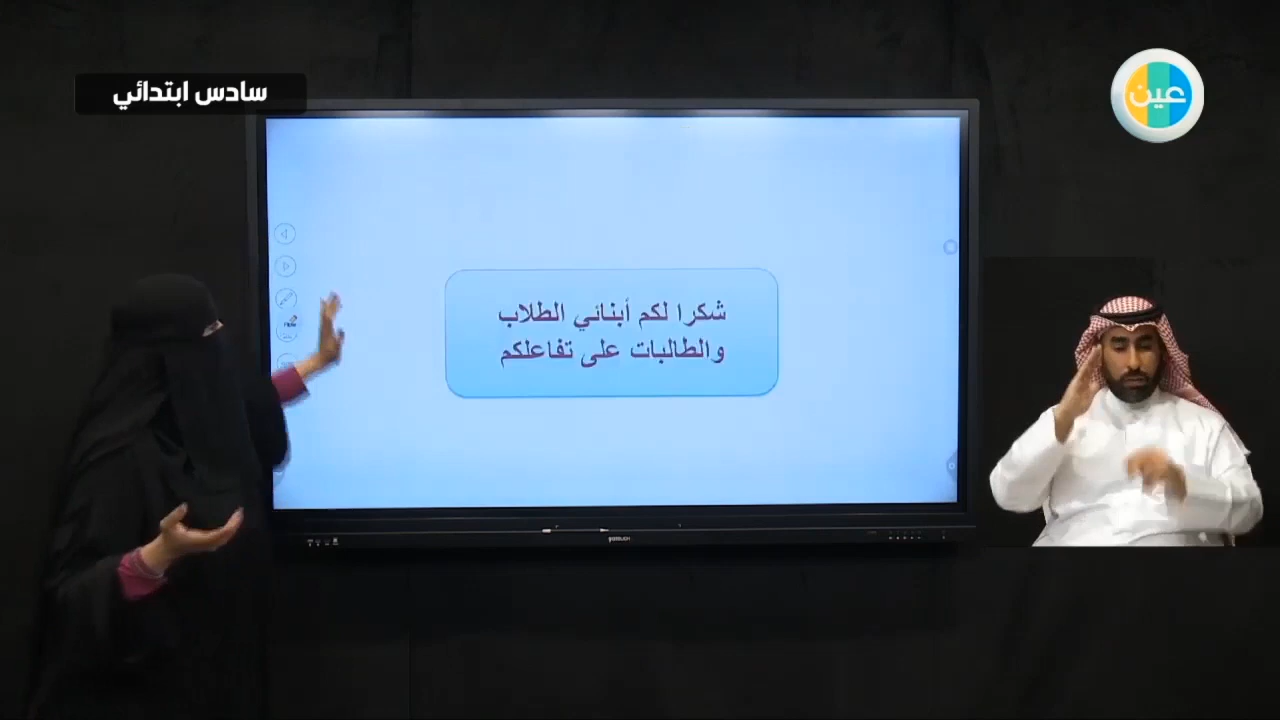 سادس ابتدائي
عين
شكرا لكم أبنائي الطلاب
والطالبات على تفاعلكم